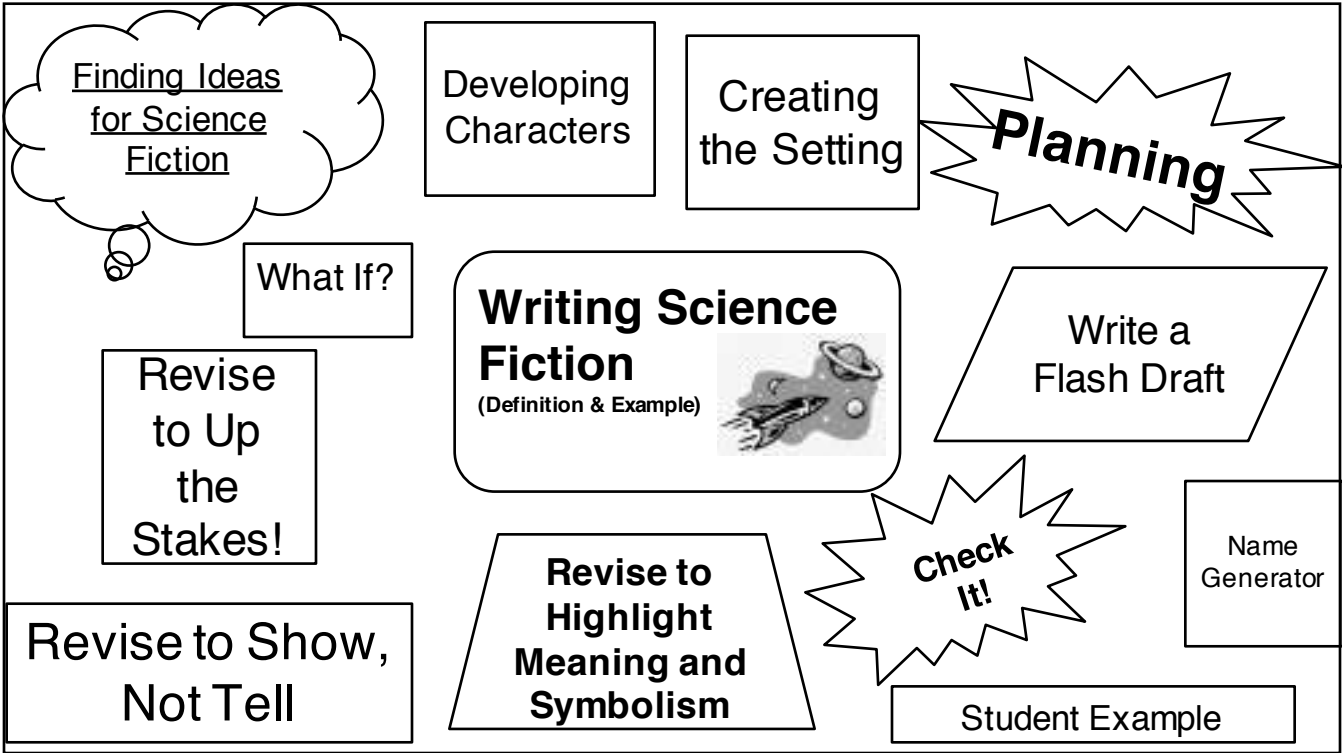 Finding Ideas
for Science
Fiction
Developing
Characters
Creating
the Setting
Planning
What If?
Writing Science
Fiction
(Definition & Example)
Write a
Flash Draft
Revise
to Up
the
Stakes!
Check
It!
Name
Generator
Revise to
Highlight
Meaning and
Symbolism
Revise to Show,
Not Tell
Student Example